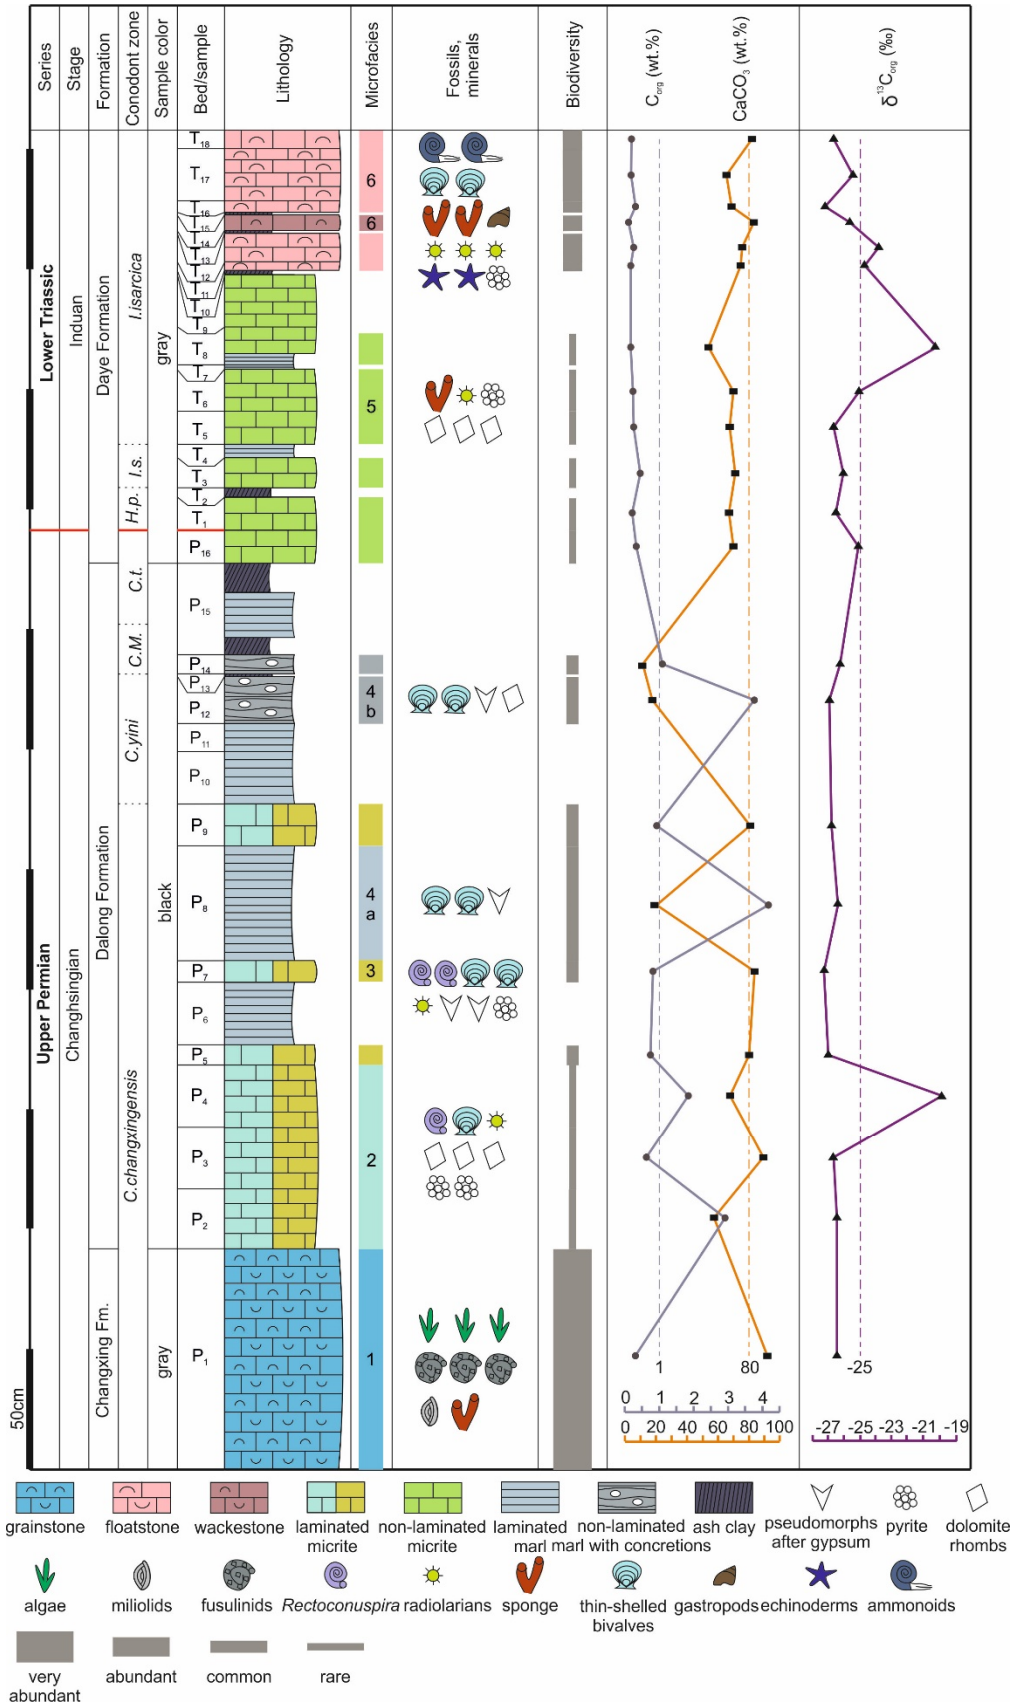 Series
Stage
Formation
Conodont zone
Sample color
Bed/sample
Lithology
Microfacies
Fossils,
minerals
Biodiversity
Corg (wt.%)
CaCO3 (wt.%)
δ13Corg (‰)
Lower Triassic
Upper Permian
Induan
Changhsingian
Daye Formation
Dalong Formation
Changxing Fm.
I.isarcica
I.s.
H.p.
C.t.
C.M.
C.yini
C.changxingensis
gray
black
gray
T18
T17
T16
T15
T14
T13
T12
T11
T10
T9
T8
T7
T6
T5
T4
T3
T2
T1
P16
P15
P14
P13
P12
P11
P10
P9
P8
P7
P6
P5
P4
P3
P2
P1
6
6
5
4
b
4
a
3
2
1
1
80
-25
0 1 2 3 4
0 20 40 60 80 100
-27 -25 -23 -21 -19
50cm
grainstone
floatstone
wackestone
laminated
micrite
non-laminated
micrite
laminated
marl
non-laminated
marl with concretions
ash clay
pseudomorphs
after gypsum
pyrite
dolomite
rhombs
algae
miliolids
fusulinids
Rectoconuspira
radiolarians
sponge
thin-shelled
bivalves
gastropods
echinoderms
ammonoids
very
abundant
abundant
common
rare